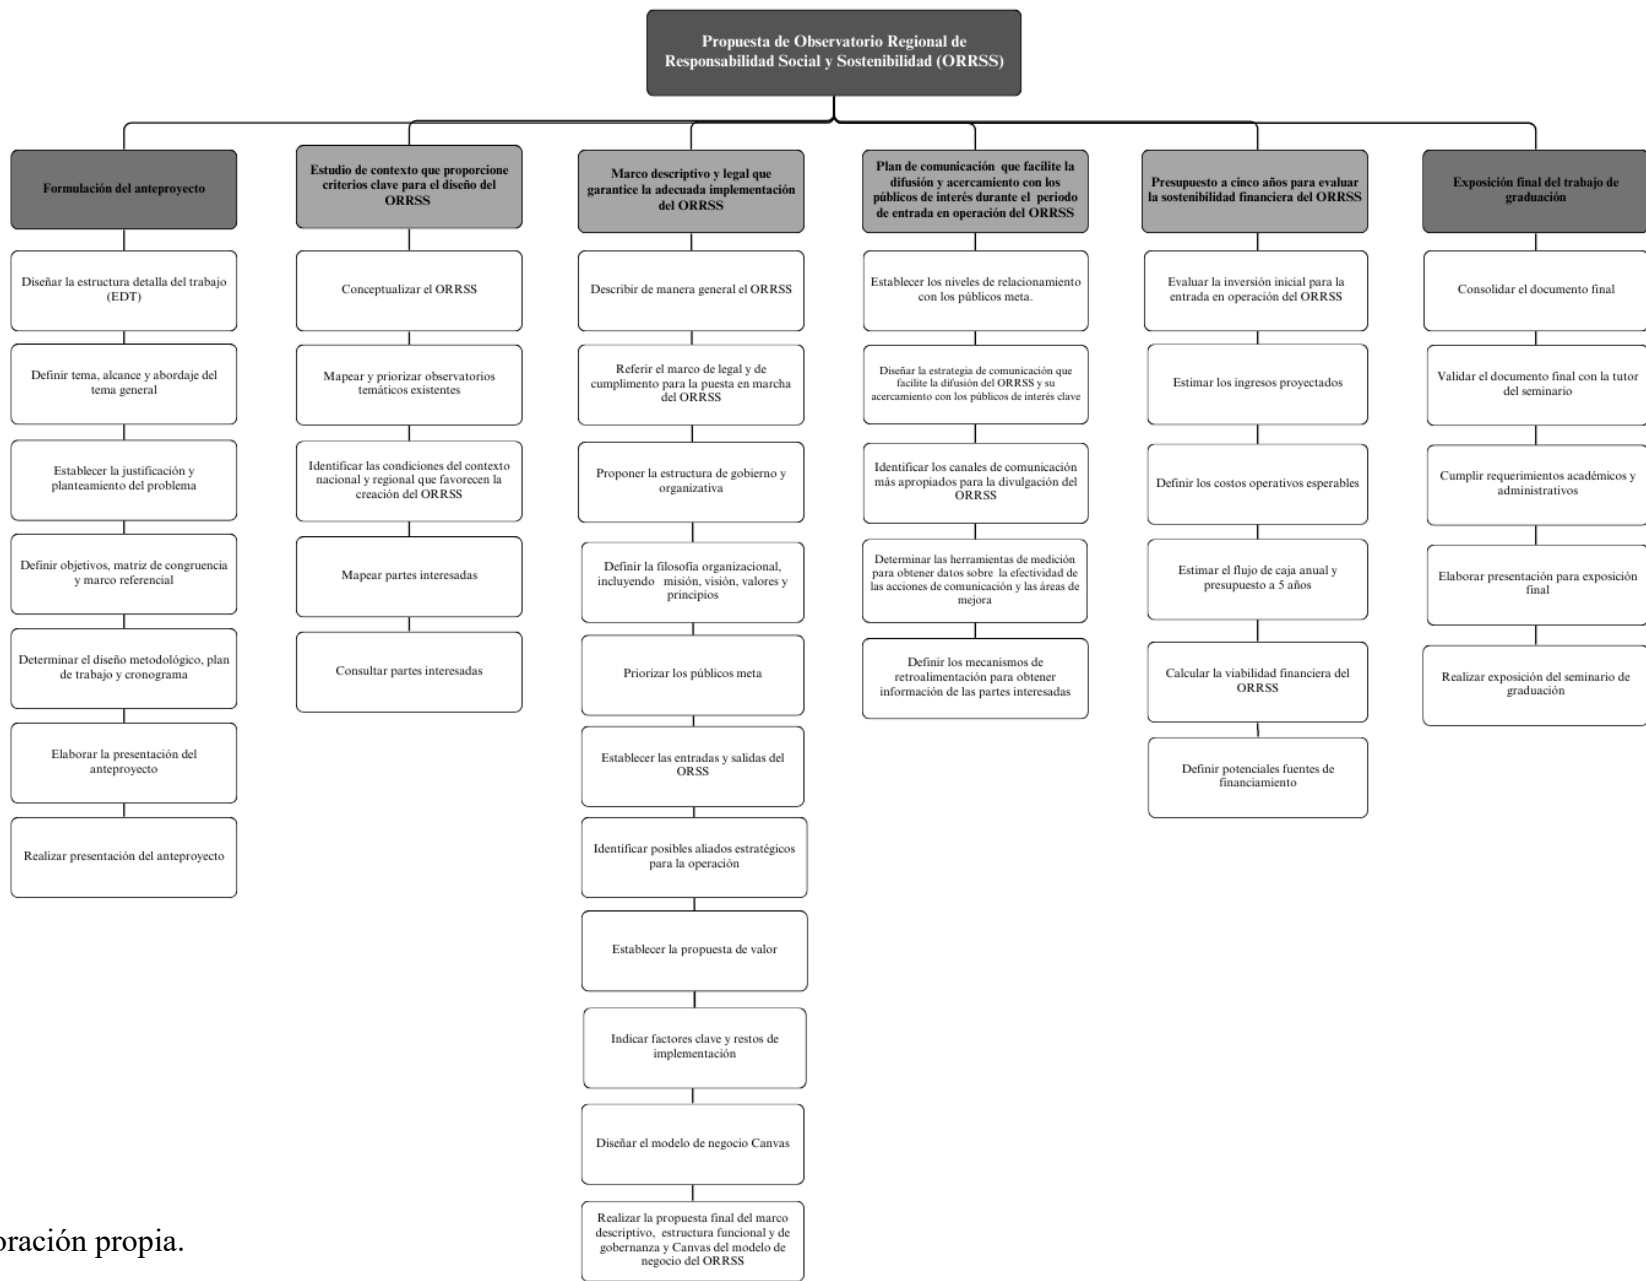 Propuesta de Observatorio Regional de
Responsabilidad Social y Sostenibilidad (ORRSS)
Formulación del anteproyecto
Diseñar la estructura detalla del trabajo
(EDT)
Definir tema, alcance y abordaje del
tema general
Establecer la justificación y
planteamiento del problema
Definir objetivos, matriz de congruencia
y marco referencial
Determinar el diseño metodológico, plan
de trabajo y cronograma
Elaborar la presentación del
anteproyecto
Realizar presentación del anteproyecto
Estudio de contexto que proporcione
criterios clave para el diseño del
ORRSS
Conceptualizar el ORRSS
Mapear y priorizar observatorios
temáticos existentes
Identificar las condiciones del contexto
nacional y regional que favorecen la
creación del ORRSS
Mapear partes interesadas
Consultar partes interesadas
Marco descriptivo y legal que
garantice la adecuada implementación
del ORRSS
Describir de manera general el ORRSS
Referir el marco de legal y de
cumplimento para la puesta en marcha
del ORRSS
Proponer la estructura de gobierno y
organizativa
Definir la filosofía organizacional,
incluyendo misión, visión, valores y
principios
Priorizar los públicos meta
Establecer las entradas y salidas del
ORSS
Identificar posibles aliados estratégicos
para la operación
Establecer la propuesta de valor
Indicar factores clave y restos de
implementación
Diseñar el modelo de negocio Canvas
Realizar la propuesta final del marco
descriptivo, estructura funcional y de
gobernanza y Canvas del modelo de
negocio del ORRSS
Plan de comunicación que facilite la
difusión y acercamiento con los
públicos de interés durante el periodo
de entrada en operación del ORRSS
Establecer los niveles de relacionamiento
con los públicos meta.
Diseñar la estrategia de comunicación que
facilite la difusión del ORRSS y su
acercamiento con los públicos de interés clave
Identificar los canales de comunicación
más apropiados para la divulgación del
ORRSS
Determinar las herramientas de medición
para obtener datos sobre la efectividad de
las acciones de comunicación y las áreas de
mejora
Definir los mecanismos de
retroalimentación para obtener
información de las partes interesadas
Presupuesto a cinco años para evaluar
la sostenibilidad financiera del ORRSS
Evaluar la inversión inicial para la
entrada en operación del ORRSS
Estimar los ingresos proyectados
Definir los costos operativos esperables
Estimar el flujo de caja anual y
presupuesto a 5 años
Calcular la viabilidad financiera del
ORRSS
Definir potenciales fuentes de
financiamiento
Exposición final del trabajo de
graduación
Consolidar el documento final
Validar el documento final con la tutor
del seminario
Cumplir requerimientos académicos y
administrativos
Elaborar presentación para exposición
final
Realizar exposición del seminario de
graduación
oración propia.